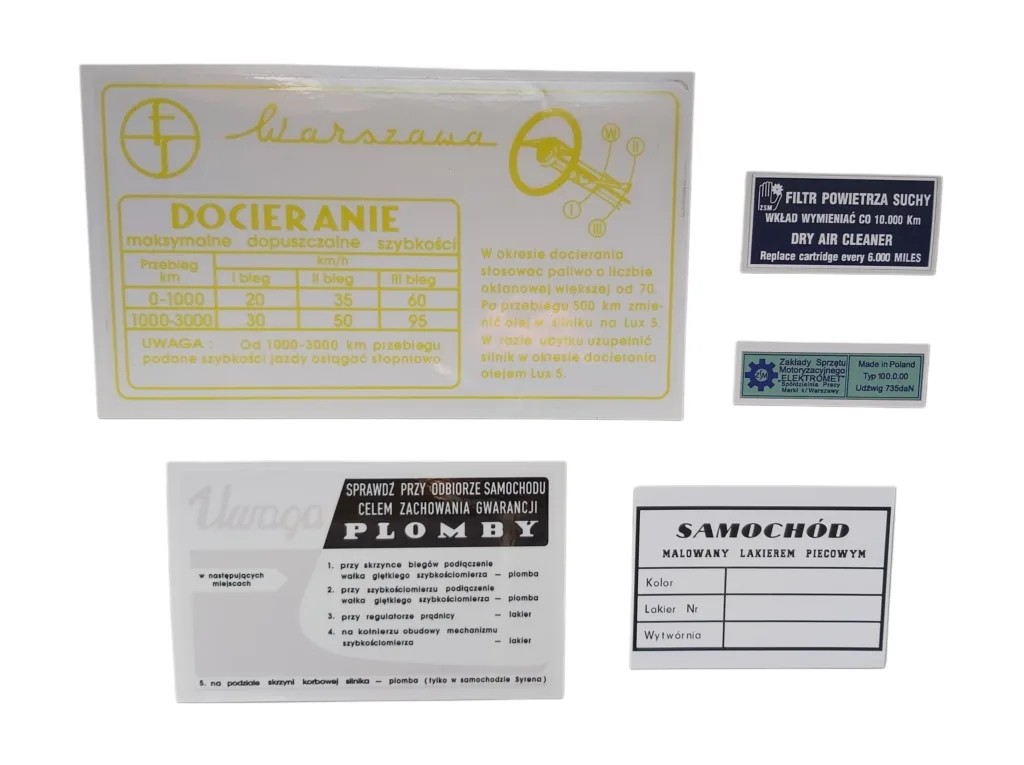 Warszawa
W
II
I
III
DOCIERANIE
maksymalne dopuszczalne szybkości
Przebieg km
km/h
I bieg II bieg III bieg
0-1000 20 35 60
1000-3000 30 50 95
UWAGA : Od 1000-3000 km przebiegu
podane szybkości jazdy osiągać stopniowo
W okresie docierania
stosować paliwo o liczbie
oktanowej większej od 70.
Po przebiegu 500 km zmie-
nić olej w silniku na Lux 5.
W razie ubytku uzupełnić
silnik w okresie docierania
olejem Lux 5.
ZSM
FILTR POWIETRZA SUCHY
WKŁAD WYMIENIAĆ CO 10.000 Km
DRY AIR CLEANER
Replace cartridge every 6.000 MILES
Zakłady Sprzętu
Motoryzacyjnego
"ELEKTROMET"
Spółdzielnia Pracy
Marki k/Warszawy
Made in Poland
Typ 100.0.00
Udźwig 735daN
Uwaga
SPRAWDŹ PRZY ODBIORZE SAMOCHODU
CELEM ZACHOWANIA GWARANCJI
PLOMBY
w następujących
miejscach
1. przy skrzynce biegów podłączenie
wałka giętkiego szybkościomierza — plomba
2. przy szybkościomierzu podłączenie
wałka giętkiego szybkościomierza — plomba
3. przy regulatorze prądnicy — lakier
4. na kołnierzu obudowy mechanizmu
szybkościomierza — lakier
5. na podziale skrzyni korbowej silnika — plomba (tylko w samochodzie Syrena)
SAMOCHÓD
MALOWANY LAKIEREM PIECOWYM
Kolor
Lakier Nr
Wytwórnia